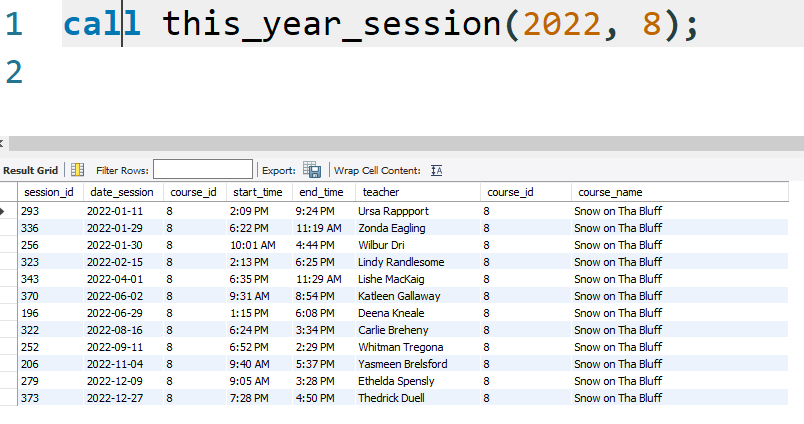 1 call this_year_session(2022, 8);
2
Result Grid Filter Rows: Export: Wrap Cell Content:
session_id date_session course_id start_time end_time teacher course_id course_name
293 2022-01-11 8 2:09 PM 9:24 PM Ursa Rappport 8 Snow on Tha Bluff
336 2022-01-29 8 6:22 PM 11:19 AM Zonda Eagling 8 Snow on Tha Bluff
256 2022-01-30 8 10:01 AM 4:44 PM Wilbur Dri 8 Snow on Tha Bluff
323 2022-02-15 8 2:13 PM 6:25 PM Lindy Randlesome 8 Snow on Tha Bluff
343 2022-04-01 8 6:35 PM 11:29 AM Lishe MacKaig 8 Snow on Tha Bluff
370 2022-06-02 8 9:31 AM 8:54 PM Katleen Gallaway 8 Snow on Tha Bluff
196 2022-06-29 8 1:15 PM 6:08 PM Deena Kneale 8 Snow on Tha Bluff
322 2022-08-16 8 6:24 PM 3:34 PM Carlie Breheny 8 Snow on Tha Bluff
252 2022-09-11 8 6:52 PM 2:29 PM Whitman Tregona 8 Snow on Tha Bluff
206 2022-11-04 8 9:40 AM 5:37 PM Yasmeen Brelsford 8 Snow on Tha Bluff
279 2022-12-09 8 9:05 AM 3:28 PM Ethelda Spensly 8 Snow on Tha Bluff
373 2022-12-27 8 7:28 PM 4:50 PM Thedrick Duell 8 Snow on Tha Bluff